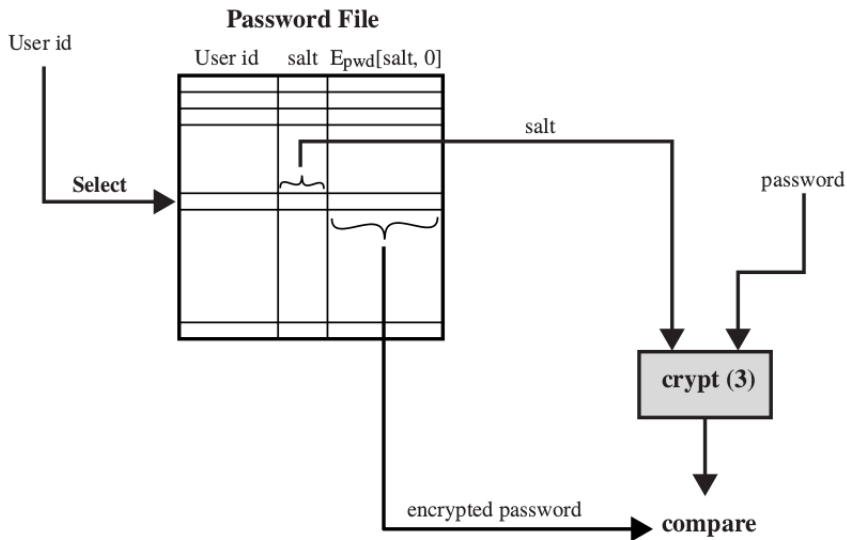 Password File
User id
User id salt Epwd[salt, 0]
salt
Select
password
crypt (3)
encrypted password
compare